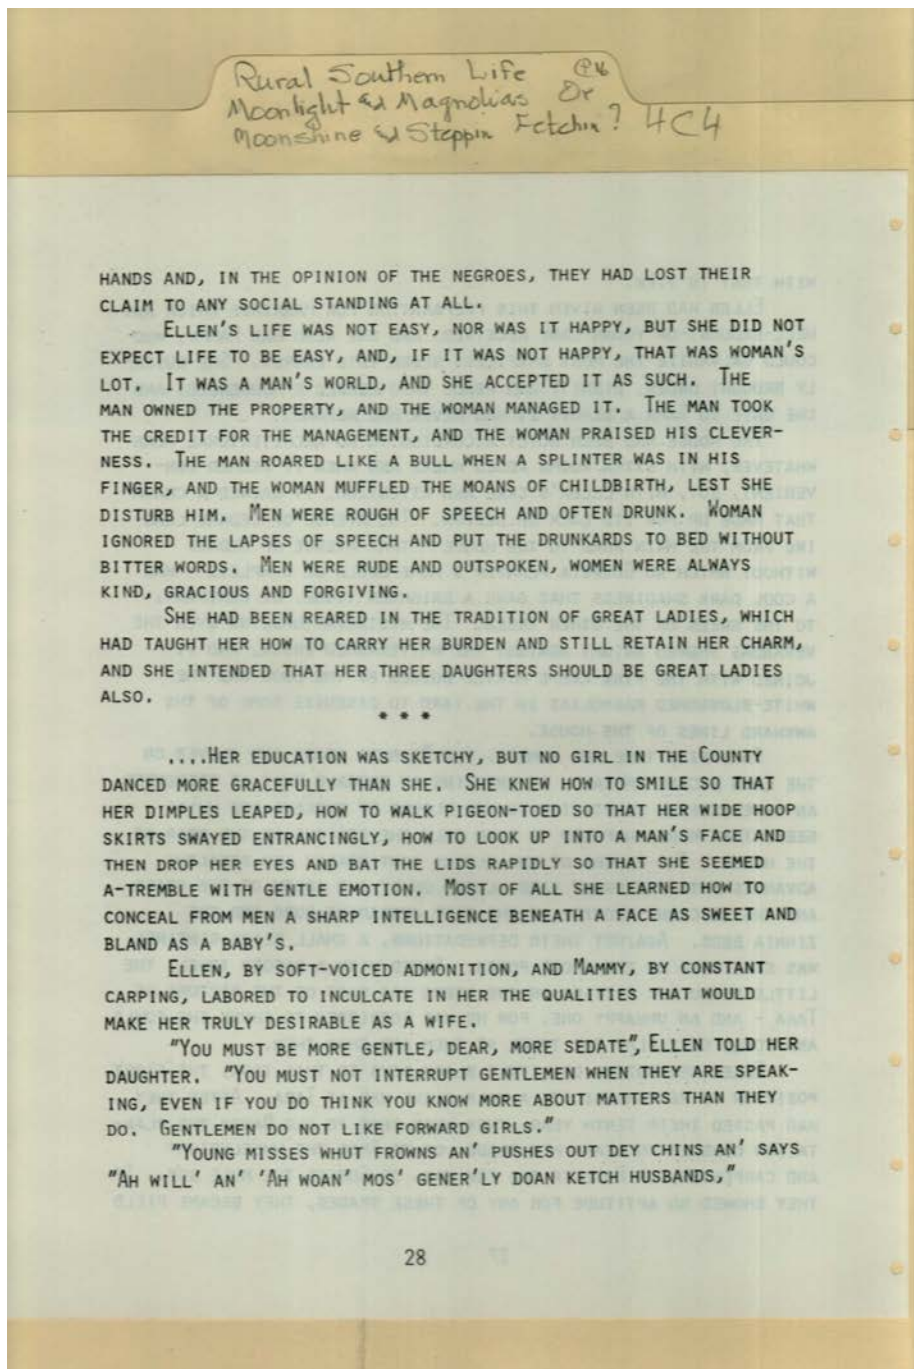 Rural Southern Life
Moonlight & Magnolias Or
Moonshine & Steppin Fetchin? 4C4
HANDS AND, IN THE OPINION OF THE NEGROES, THEY HAD LOST THEIR
CLAIM TO ANY SOCIAL STANDING AT ALL.
ELLEN'S LIFE WAS NOT EASY, NOR WAS IT HAPPY, BUT SHE DID NOT
EXPECT LIFE TO BE EASY, AND, IF IT WAS NOT HAPPY, THAT WAS WOMAN'S
LOT. IT WAS A MAN'S WORLD, AND SHE ACCEPTED IT AS SUCH. THE
MAN OWNED THE PROPERTY, AND THE WOMAN MANAGED IT. THE MAN TOOK
THE CREDIT FOR THE MANAGEMENT, AND THE WOMAN PRAISED HIS CLEVER-
NESS. THE MAN ROARED LIKE A BULL WHEN A SPLINTER WAS IN HIS
FINGER, AND THE WOMAN MUFFLED THE MOANS OF CHILDBIRTH, LEST SHE
DISTURB HIM. MEN WERE ROUGH OF SPEECH AND OFTEN DRUNK. WOMAN
IGNORED THE LAPSES OF SPEECH AND PUT THE DRUNKARDS TO BED WITHOUT
BITTER WORDS. MEN WERE RUDE AND OUTSPOKEN, WOMEN WERE ALWAYS
KIND, GRACIOUS AND FORGIVING.
SHE HAD BEEN REARED IN THE TRADITION OF GREAT LADIES, WHICH
HAD TAUGHT HER HOW TO CARRY HER BURDEN AND STILL RETAIN HER CHARM,
AND SHE INTENDED THAT HER THREE DAUGHTERS SHOULD BE GREAT LADIES
ALSO.
* * *
....HER EDUCATION WAS SKETCHY, BUT NO GIRL IN THE COUNTY
DANCED MORE GRACEFULLY THAN SHE. SHE KNEW HOW TO SMILE SO THAT
HER DIMPLES LEAPED, HOW TO WALK PIGEON-TOED SO THAT HER WIDE HOOP
SKIRTS SWAYED ENTRANCINGLY, HOW TO LOOK UP INTO A MAN'S FACE AND
THEN DROP HER EYES AND BAT THE LIDS RAPIDLY SO THAT SHE SEEMED
A-TREMBLE WITH GENTLE EMOTION. MOST OF ALL SHE LEARNED HOW TO
CONCEAL FROM MEN A SHARP INTELLIGENCE BENEATH A FACE AS SWEET AND
BLAND AS A BABY'S.
ELLEN, BY SOFT-VOICED ADMONITION, AND MAMMY, BY CONSTANT
CARPING, LABORED TO INCULCATE IN HER THE QUALITIES THAT WOULD
MAKE HER TRULY DESIRABLE AS A WIFE.
"YOU MUST BE MORE GENTLE, DEAR, MORE SEDATE", ELLEN TOLD HER
DAUGHTER. "YOU MUST NOT INTERRUPT GENTLEMEN WHEN THEY ARE SPEAK-
ING, EVEN IF YOU DO THINK YOU KNOW MORE ABOUT MATTERS THAN THEY
DO. GENTLEMEN DO NOT LIKE FORWARD GIRLS."
"YOUNG MISSES WHUT FROWNS AN' PUSHES OUT DEY CHINS AN' SAYS
"AH WILL' AN' 'AH WOAN' MOS' GENER'LY DOAN KETCH HUSBANDS,"
28